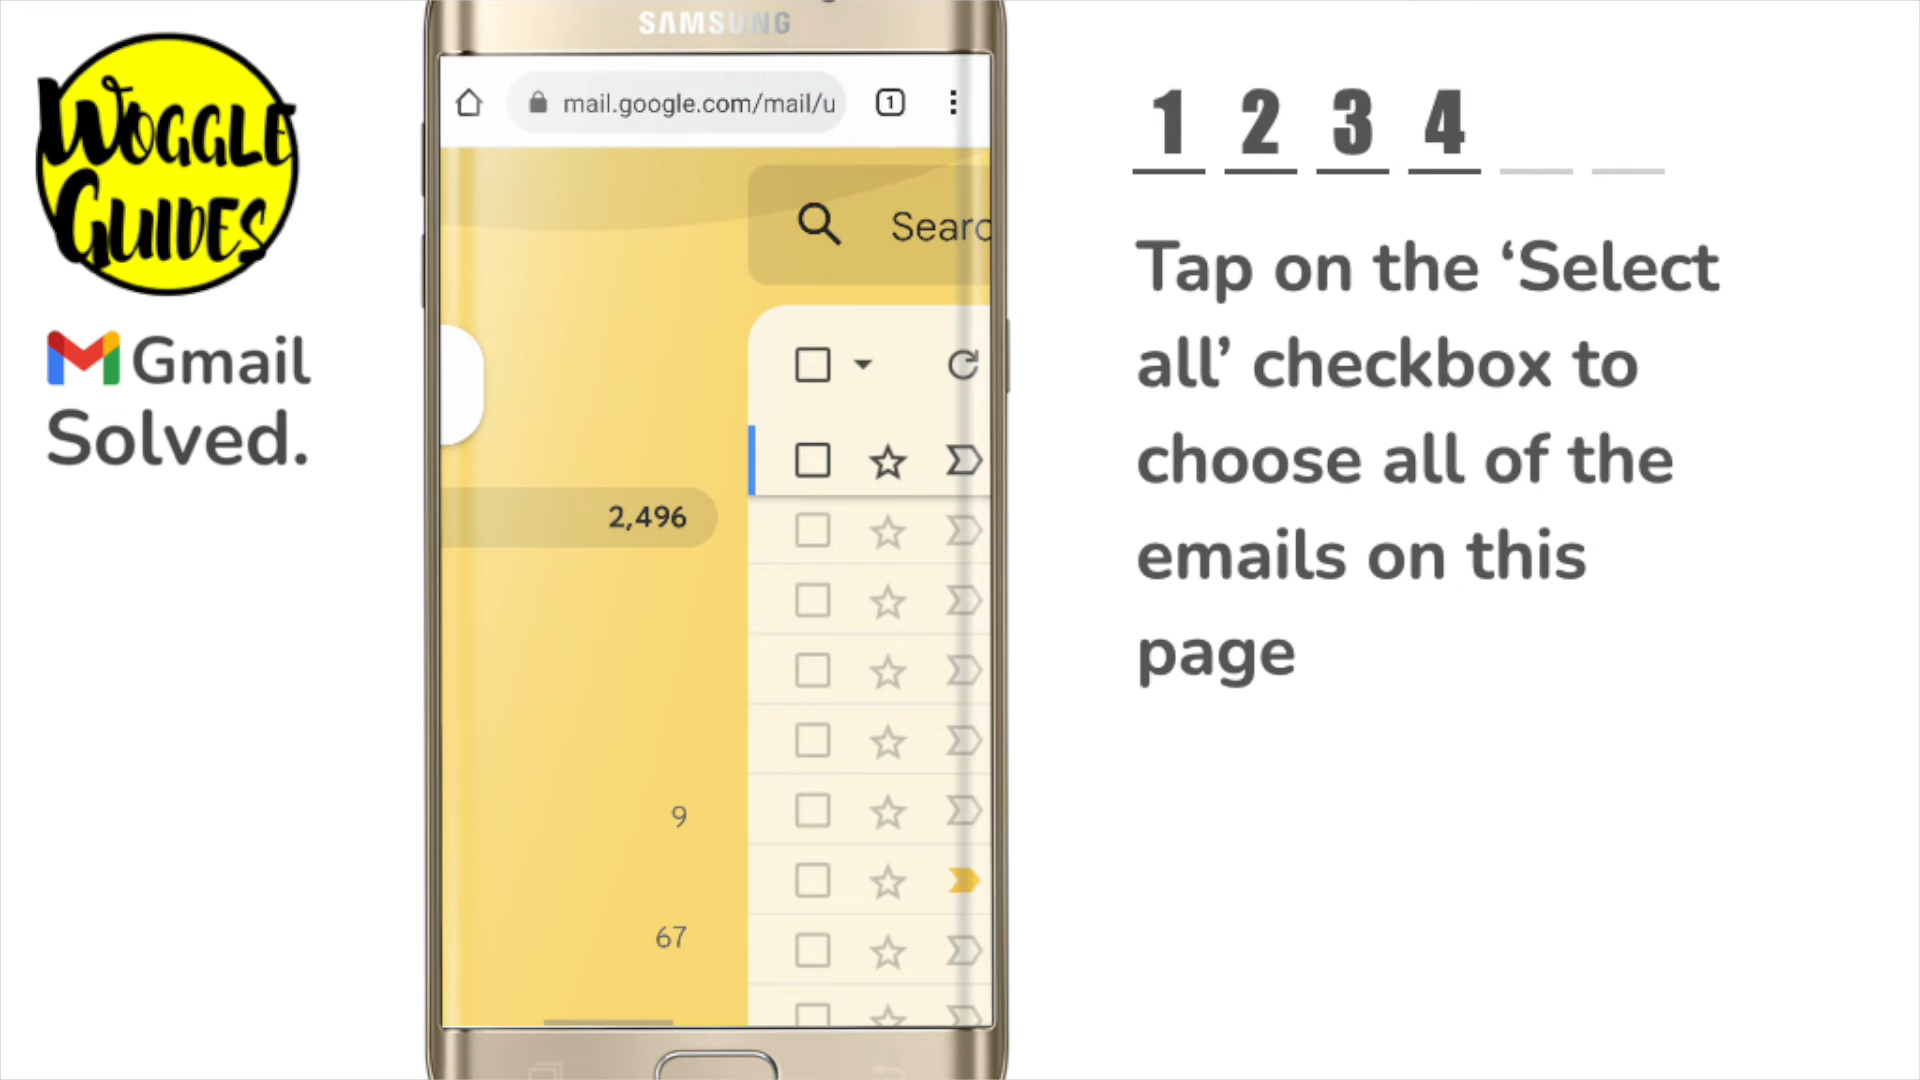 WOGGLE
GUIDES
Gmail
Solved.
SAMSUNG
mail.google.com/mail/u
1
Searc
2,496
9
67
1 2 3 4
Tap on the ‘Select
all’ checkbox to
choose all of the
emails on this
page